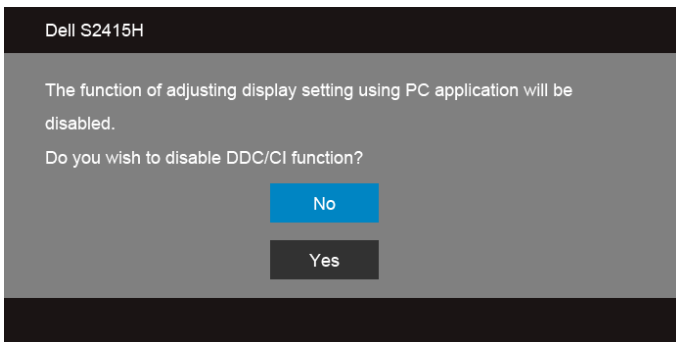 Dell S2415H
The function of adjusting display setting using PC application will be
disabled.
Do you wish to disable DDC/CI function?
No
Yes